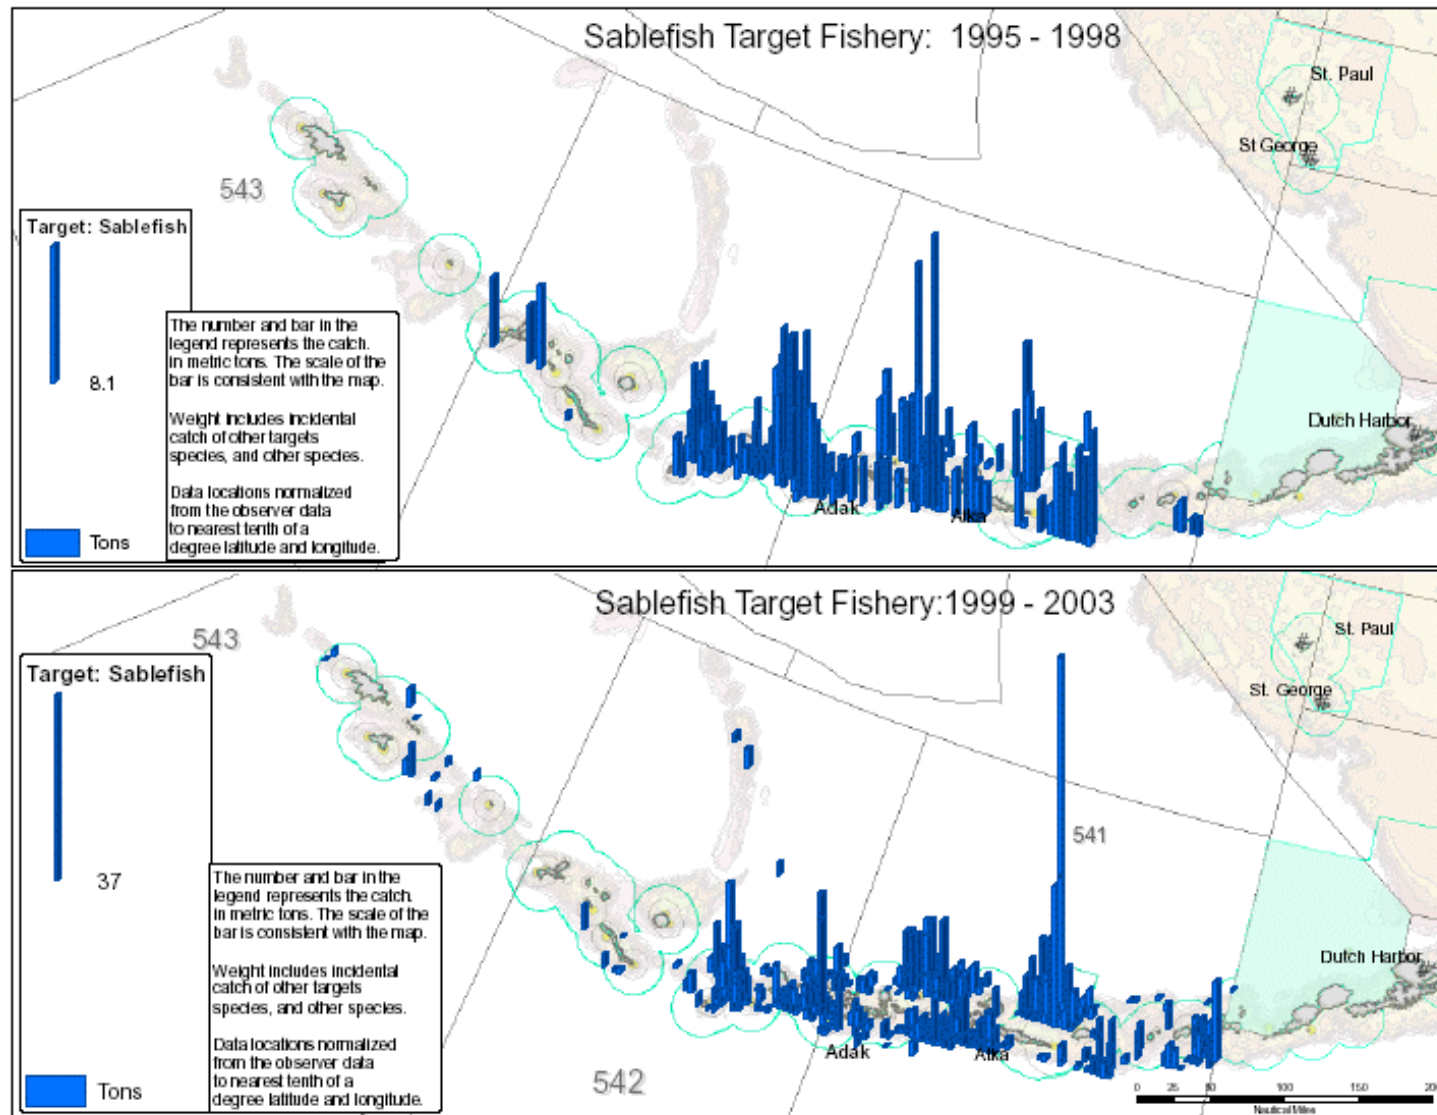 Sablefish Target Fishery: 1995 - 1998
St. Paul
St George
543
Target: Sablefish
8.1
The number and bar in the
legend represents the catch.
in metric tons. The scale of the
bar is consistent with the map.
Weight includes incidental
catch of other targets
species, and other species.
Data locations normalized
from the observer data
to nearest tenth of a
degree latitude and longitude.
Tons
Dutch Harbor
Adak
Atka
Sablefish Target Fishery:1999 - 2003
543
St. Paul
St. George
Target: Sablefish
37
541
The number and bar in the
legend represents the catch.
in metric tons. The scale of the
bar is consistent with the map.
Weight includes incidental
catch of other targets
species, and other species.
Data locations normalized
from the observer data
to nearest tenth of a
degree latitude and longitude.
Tons
Dutch Harbor
Adak
Atka
542
0 25 50 100 150 200
Nautical Miles